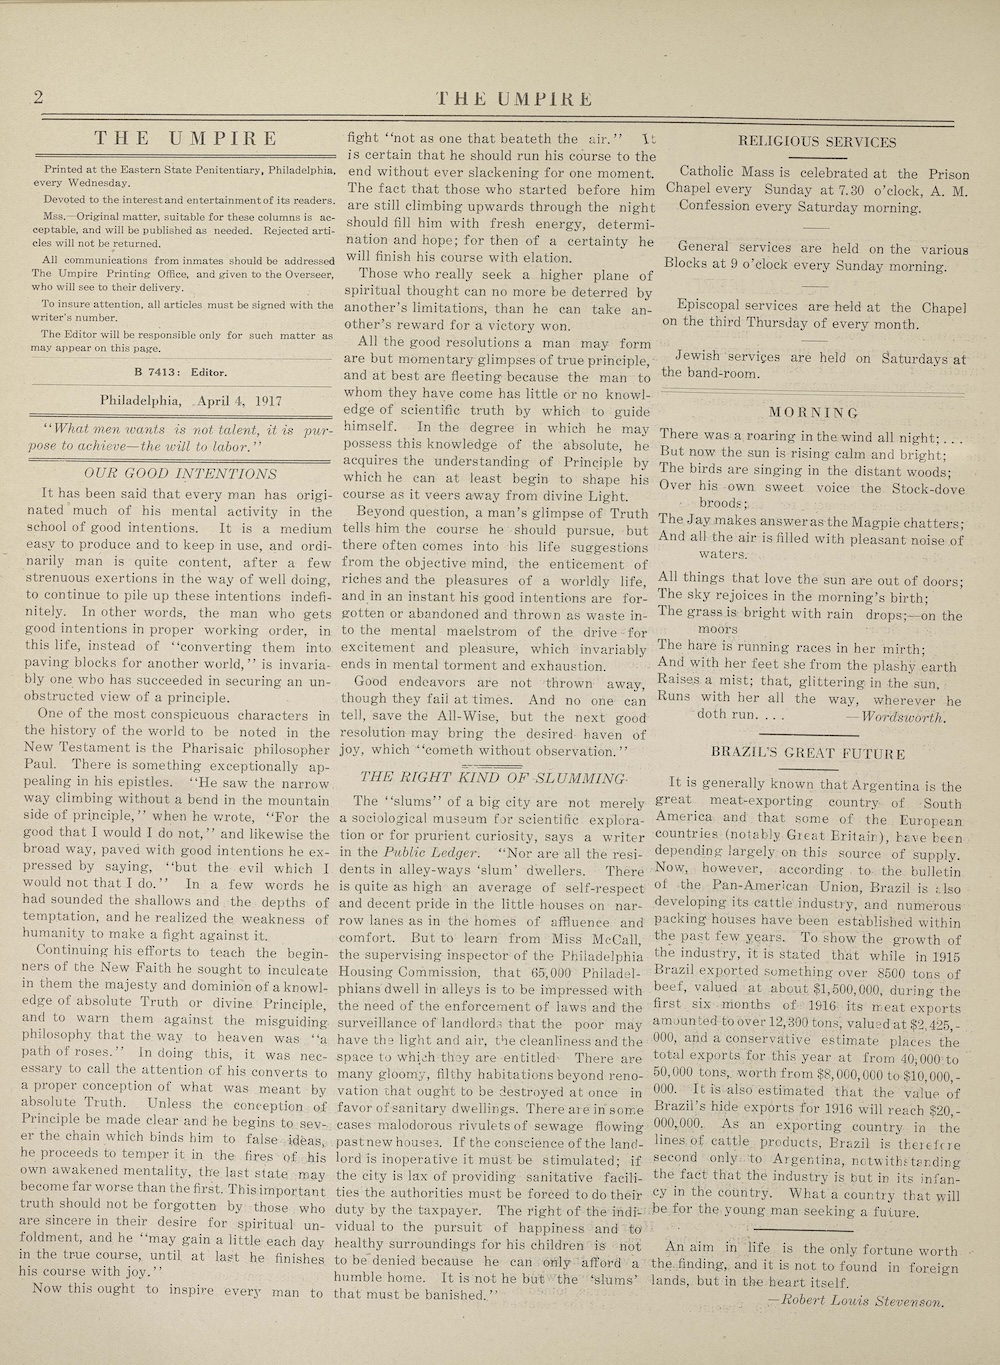 2
THE UMPIRE
THE UMPIRE
Printed at the Eastern State Penitentiary, Philadelphia,
every Wednesday.
Devoted to the interest and entertainment of its readers.
Mss.—Original matter, suitable for these columns is ac-
ceptable, and will be published as needed. Rejected arti-
cles will not be returned.
All communications from inmates should be addressed
The Umpire Printing Office, and given to the Overseer,
who will see to their delivery.
To insure attention, all articles must be signed with the
writer's number.
The Editor will be responsible only for such matter as
may appear on this page.
B 7413: Editor.
Philadelphia, April 4, 1917
"What men wants is not talent, it is pur-
pose to achieve—the will to labor."
OUR GOOD INTENTIONS
It has been said that every man has origi-
nated much of his mental activity in the
school of good intentions. It is a medium
easy to produce and to keep in use, and ordi-
narily man is quite content, after a few
strenuous exertions in the way of well doing,
to continue to pile up these intentions indefi-
nitely. In other words, the man who gets
good intentions in proper working order, in
this life, instead of "converting them into
paving blocks for another world," is invaria-
bly one who has succeeded in securing an un-
obstructed view of a principle.
One of the most conspicuous characters in
the history of the world to be noted in the
New Testament is the Pharisaic philosopher
Paul. There is something exceptionally ap-
pealing in his epistles. "He saw the narrow
way climbing without a bend in the mountain
side of principle," when he wrote, "For the
good that I would I do not," and likewise the
broad way, paved with good intentions he ex-
pressed by saying, "but the evil which I
would not that I do." In a few words he
had sounded the shallows and the depths of
temptation, and he realized the weakness of
humanity to make a fight against it.
Continuing his efforts to teach the begin-
ners of the New Faith he sought to inculcate
in them the majesty and dominion of a knowl-
edge of absolute Truth or divine Principle,
and to warn them against the misguiding
philosophy that the way to heaven was "a
path of roses." In doing this, it was nec-
essary to call the attention of his converts to
a proper conception of what was meant by
absolute Truth. Unless the conception of
Principle be made clear and he begins to sev-
er the chain which binds him to false ideas,
he proceeds to temper it in the fires of his
own awakened mentality, the last state may
become far worse than the first. This important
truth should not be forgotten by those who
are sincere in their desire for spiritual un-
foldment, and he "may gain a little each day
in the true course, until at last he finishes
his course with joy."
Now this ought to inspire every man to
fight "not as one that beateth the air." It
is certain that he should run his course to the
end without ever slackening for one moment.
The fact that those who started before him
are still climbing upwards through the night
should fill him with fresh energy, determi-
nation and hope; for then of a certainty he
will finish his course with elation.
Those who really seek a higher plane of
spiritual thought can no more be deterred by
another's limitations, than he can take an-
other's reward for a victory won.
All the good resolutions a man may form
are but momentary glimpses of true principle,
and at best are fleeting because the man to
whom they have come has little or no knowl-
edge of scientific truth by which to guide
himself. In the degree in which he may
possess this knowledge of the absolute, he
acquires the understanding of Principle by
which he can at least begin to shape his
course as it veers away from divine Light.
Beyond question, a man's glimpse of Truth
tells him the course he should pursue, but
there often comes into his life suggestions
from the objective mind, the enticement of
riches and the pleasures of a worldly life,
and in an instant his good intentions are for-
gotten or abandoned and thrown as waste in-
to the mental maelstrom of the drive for
excitement and pleasure, which invariably
ends in mental torment and exhaustion.
Good endeavors are not thrown away,
though they fail at times. And no one can
tell, save the All-Wise, but the next good
resolution may bring the desired haven of
joy, which "cometh without observation."
THE RIGHT KIND OF SLUMMING
The "slums" of a big city are not merely
a sociological museum for scientific explora-
tion or for prurient curiosity, says a writer
in the Public Ledger. "Nor are all the resi-
dents in alley-ways 'slum' dwellers. There
is quite as high an average of self-respect
and decent pride in the little houses on nar-
row lanes as in the homes of affluence and
comfort. But to learn from Miss McCall,
the supervising inspector of the Philadelphia
Housing Commission, that 65,000 Philadel-
phians dwell in alleys is to be impressed with
the need of the enforcement of laws and the
surveillance of landlords that the poor may
have the light and air, the cleanliness and the
space to which they are entitled. There are
many gloomy, filthy habitations beyond reno-
vation that ought to be destroyed at once in
favor of sanitary dwellings. There are in some
cases malodorous rivulets of sewage flowing
past new houses. If the conscience of the land-
lord is inoperative it must be stimulated; if
the city is lax of providing sanitative facili-
ties the authorities must be forced to do their
duty by the taxpayer. The right of the indi-
vidual to the pursuit of happiness and to
healthy surroundings for his children is not
to be denied because he can only afford a
humble home. It is not he but the 'slums'
that must be banished."
RELIGIOUS SERVICES
Catholic Mass is celebrated at the Prison
Chapel every Sunday at 7.30 o'clock, A. M.
Confession every Saturday morning.
General services are held on the various
Blocks at 9 o'clock every Sunday morning.
Episcopal services are held at the Chapel
on the third Thursday of every month.
Jewish services are held on Saturdays at
the band-room.
MORNING
There was a roaring in the wind all night; . . .
But now the sun is rising calm and bright;
The birds are singing in the distant woods;
Over his own sweet voice the Stock-dove
broods;
The Jay makes answer as the Magpie chatters;
And all the air is filled with pleasant noise of
waters.
All things that love the sun are out of doors;
The sky rejoices in the morning's birth;
The grass is bright with rain drops;—on the
moors
The hare is running races in her mirth;
And with her feet she from the plashy earth
Raises a mist; that, glittering in the sun,
Runs with her all the way, wherever he
doth run. . . . —Wordsworth.
BRAZIL'S GREAT FUTURE
It is generally known that Argentina is the
great meat-exporting country of South
America and that some of the European
countries (notably Great Britain), have been
depending largely on this source of supply.
Now, however, according to the bulletin
of the Pan-American Union, Brazil is also
developing its cattle industry, and numerous
packing houses have been established within
the past few years. To show the growth of
the industry, it is stated that while in 1915
Brazil exported something over 8500 tons of
beef, valued at about $1,500,000, during the
first six months of 1916 its meat exports
amounted to over 12,300 tons, valued at $2,425,-
000, and a conservative estimate places the
total exports for this year at from 40,000 to
50,000 tons, worth from $8,000,000 to $10,000,-
000. It is also estimated that the value of
Brazil's hide exports for 1916 will reach $20,-
000,000. As an exporting country in the
lines of cattle products, Brazil is therefore
second only to Argentina, notwithstanding
the fact that the industry is but in its infan-
cy in the country. What a country that will
be for the young man seeking a future.
An aim in life is the only fortune worth
the finding, and it is not to found in foreign
lands, but in the heart itself.
—Robert Louis Stevenson.